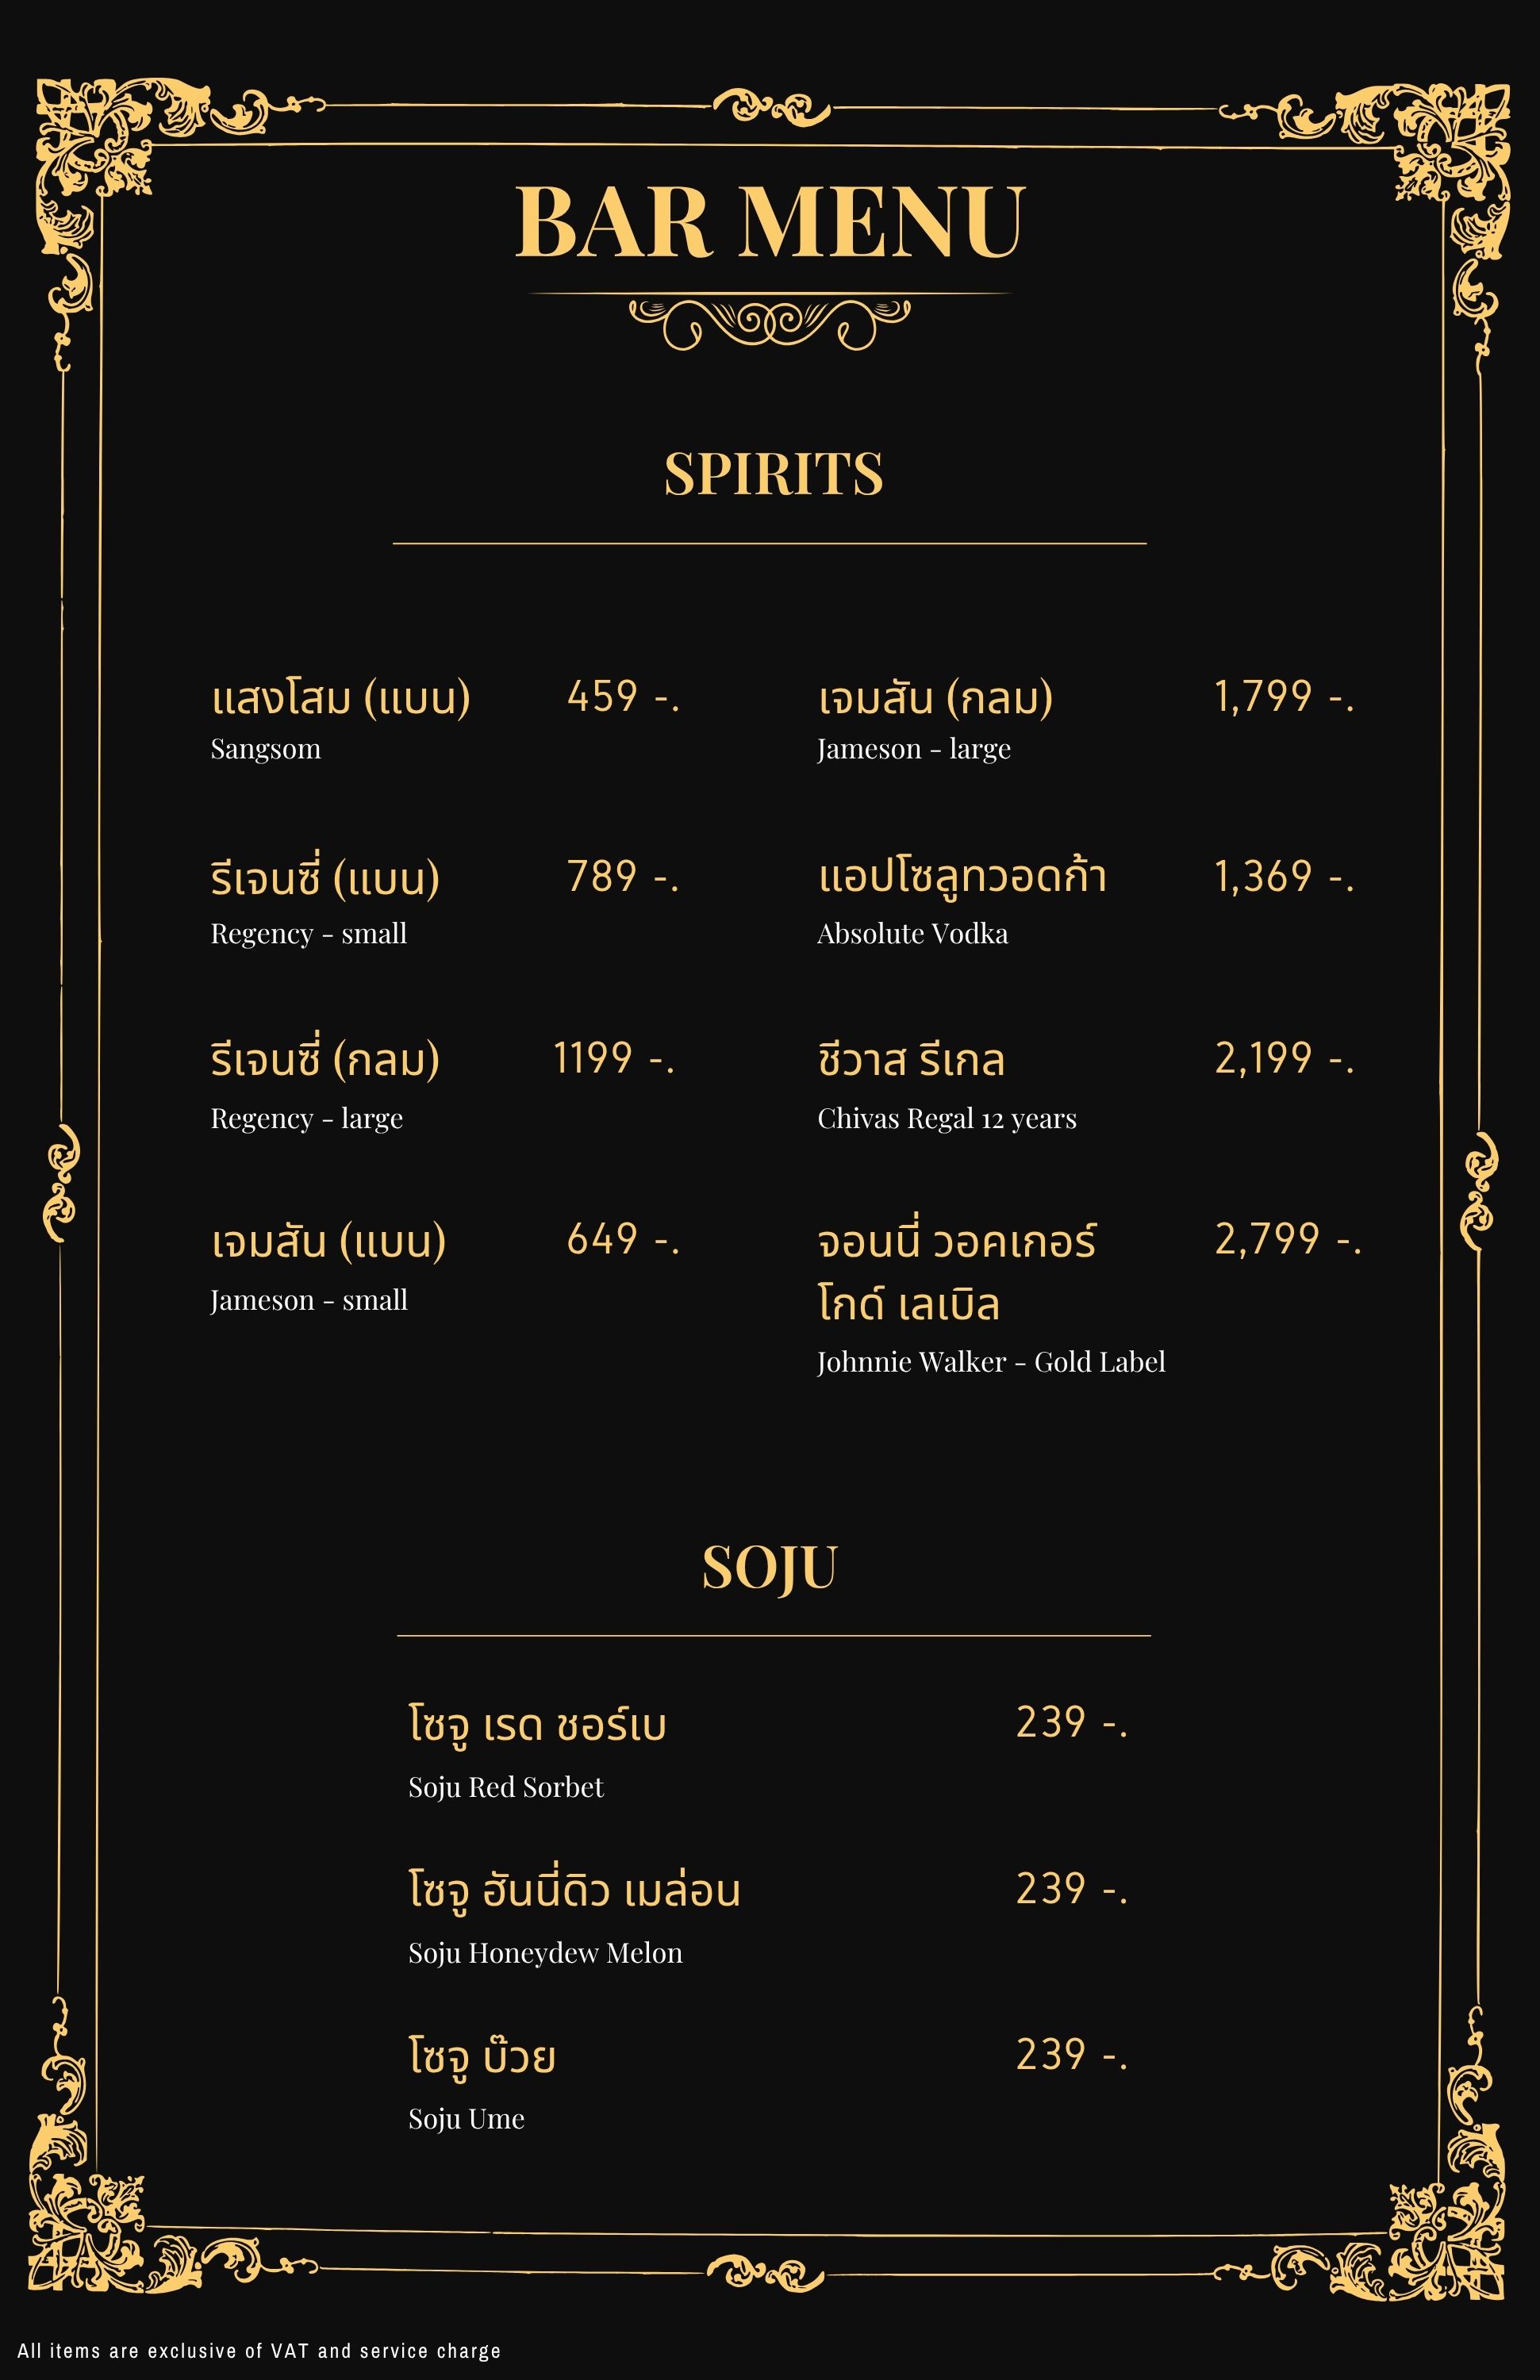 BAR MENU
SPIRITS
แสงโสม (แบน) 459 -.
Sangsom
รีเจนซี่ (แบน) 789 -.
Regency - small
รีเจนซี่ (กลม) 1199 -.
Regency - large
เจมสัน (แบน) 649 -.
Jameson - small
เจมสัน (กลม) 1,799 -.
Jameson - large
แอปโซลูทวอดก้า 1,369 -.
Absolute Vodka
ชีวาส รีเกล 2,199 -.
Chivas Regal 12 years
จอนนี่ วอคเกอร์ 2,799 -.
โกด์ เลเบิล
Johnnie Walker - Gold Label
SOJU
โซจู เรด ชอร์เบ 239 -.
Soju Red Sorbet
โซจู ฮันนี่ดิว เมล่อน 239 -.
Soju Honeydew Melon
โซจู บ๊วย 239 -.
Soju Ume
All items are exclusive of VAT and service charge